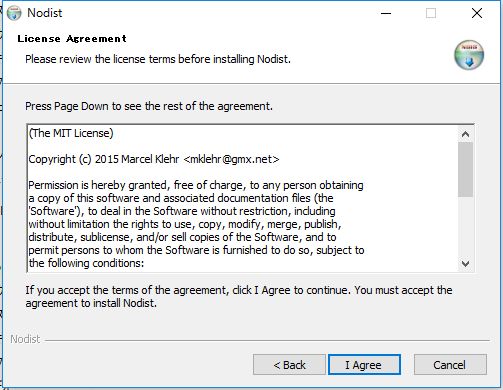 Nodist
License Agreement
Please review the license terms before installing Nodist.
Press Page Down to see the rest of the agreement.
(The MIT License)
Copyright (c) 2015 Marcel Klehr <mklehr@gmx.net>
Permission is hereby granted, free of charge, to any person obtaining
a copy of this software and associated documentation files (the
'Software'), to deal in the Software without restriction, including
without limitation the rights to use, copy, modify, merge, publish,
distribute, sublicense, and/or sell copies of the Software, and to
permit persons to whom the Software is furnished to do so, subject to
the following conditions:
If you accept the terms of the agreement, click I Agree to continue. You must accept the
agreement to install Nodist.
Nodist
< Back
I Agree
Cancel